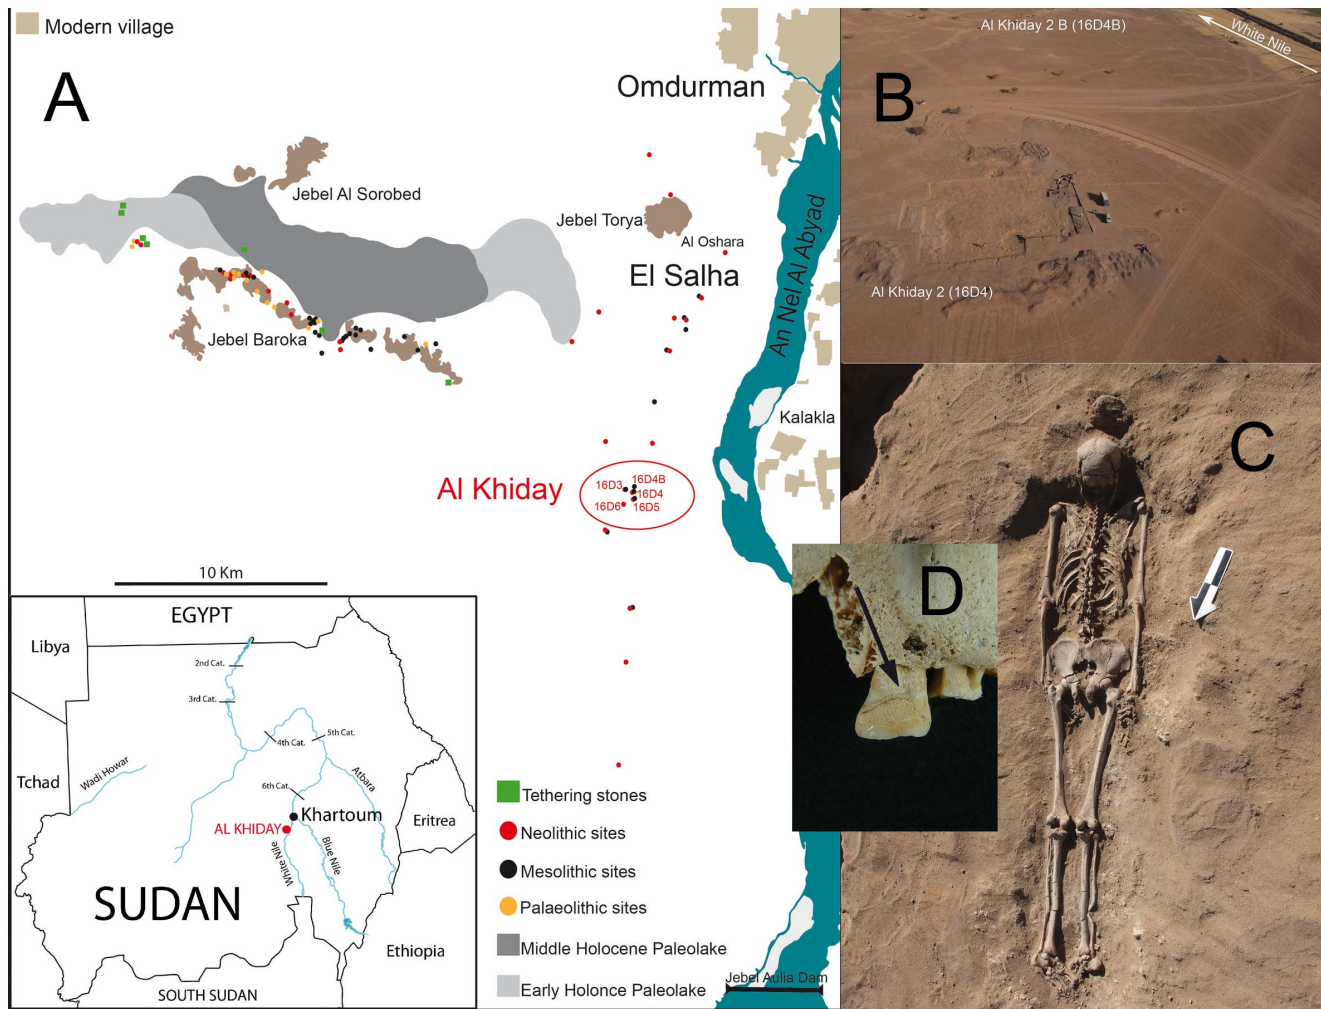 Modern village
A
Omdurman
Jebel Al Sorobed
Jebel Torya
Al Oshara
El Salha
An Nel Al Abyad
Jebel Baroka
Kalakla
Al Khiday
16D3
16D4B
16D4
16D6
16D5
10 Km
EGYPT
Libya
2nd Cat.
3rd Cat.
4th Cat.
5th Cat.
Wadi Howar
Atbara
Tchad
6th Cat.
Khartoum
AL KHIDAY
Eritrea
White Nile
Blue Nile
SUDAN
Ethiopia
SOUTH SUDAN
Tethering stones
Neolithic sites
Mesolithic sites
Palaeolithic sites
Middle Holocene Paleolake
Early Holonce Paleolake
Jebel Aulia Dam
B
Al Khiday 2 B (16D4B)
White Nile
Al Khiday 2 (16D4)
C
D